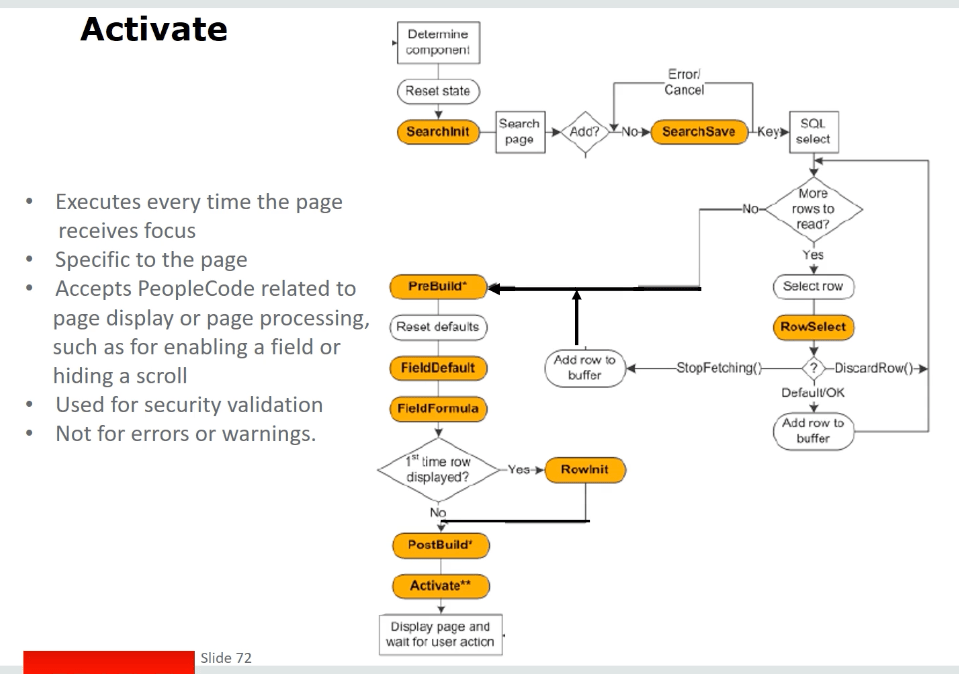 Activate
• Executes every time the page
receives focus
• Specific to the page
• Accepts PeopleCode related to
page display or page processing,
such as for enabling a field or
hiding a scroll
• Used for security validation
• Not for errors or warnings.
Determine
component
Reset state
SearchInit
Search
page
Add?
No
Error/
Cancel
SearchSave
Key
SQL
select
More
rows to
read?
No
Yes
Select row
RowSelect
?
DiscardRow()
StopFetching()
Add row to
buffer
Default/OK
Add row to
buffer
PreBuild*
Reset defaults
FieldDefault
FieldFormula
1st time row
displayed?
Yes
RowInit
No
PostBuild*
Activate**
Display page and
wait for user action
Slide 72